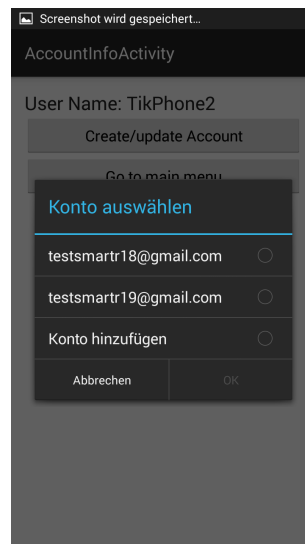 Screenshot wird gespeichert...
AccountInfoActivity
User Name: TikPhone2
Create/update Account
Go to main menu
Konto auswählen
testsmartr18@gmail.com
testsmartr19@gmail.com
Konto hinzufügen
Abbrechen OK